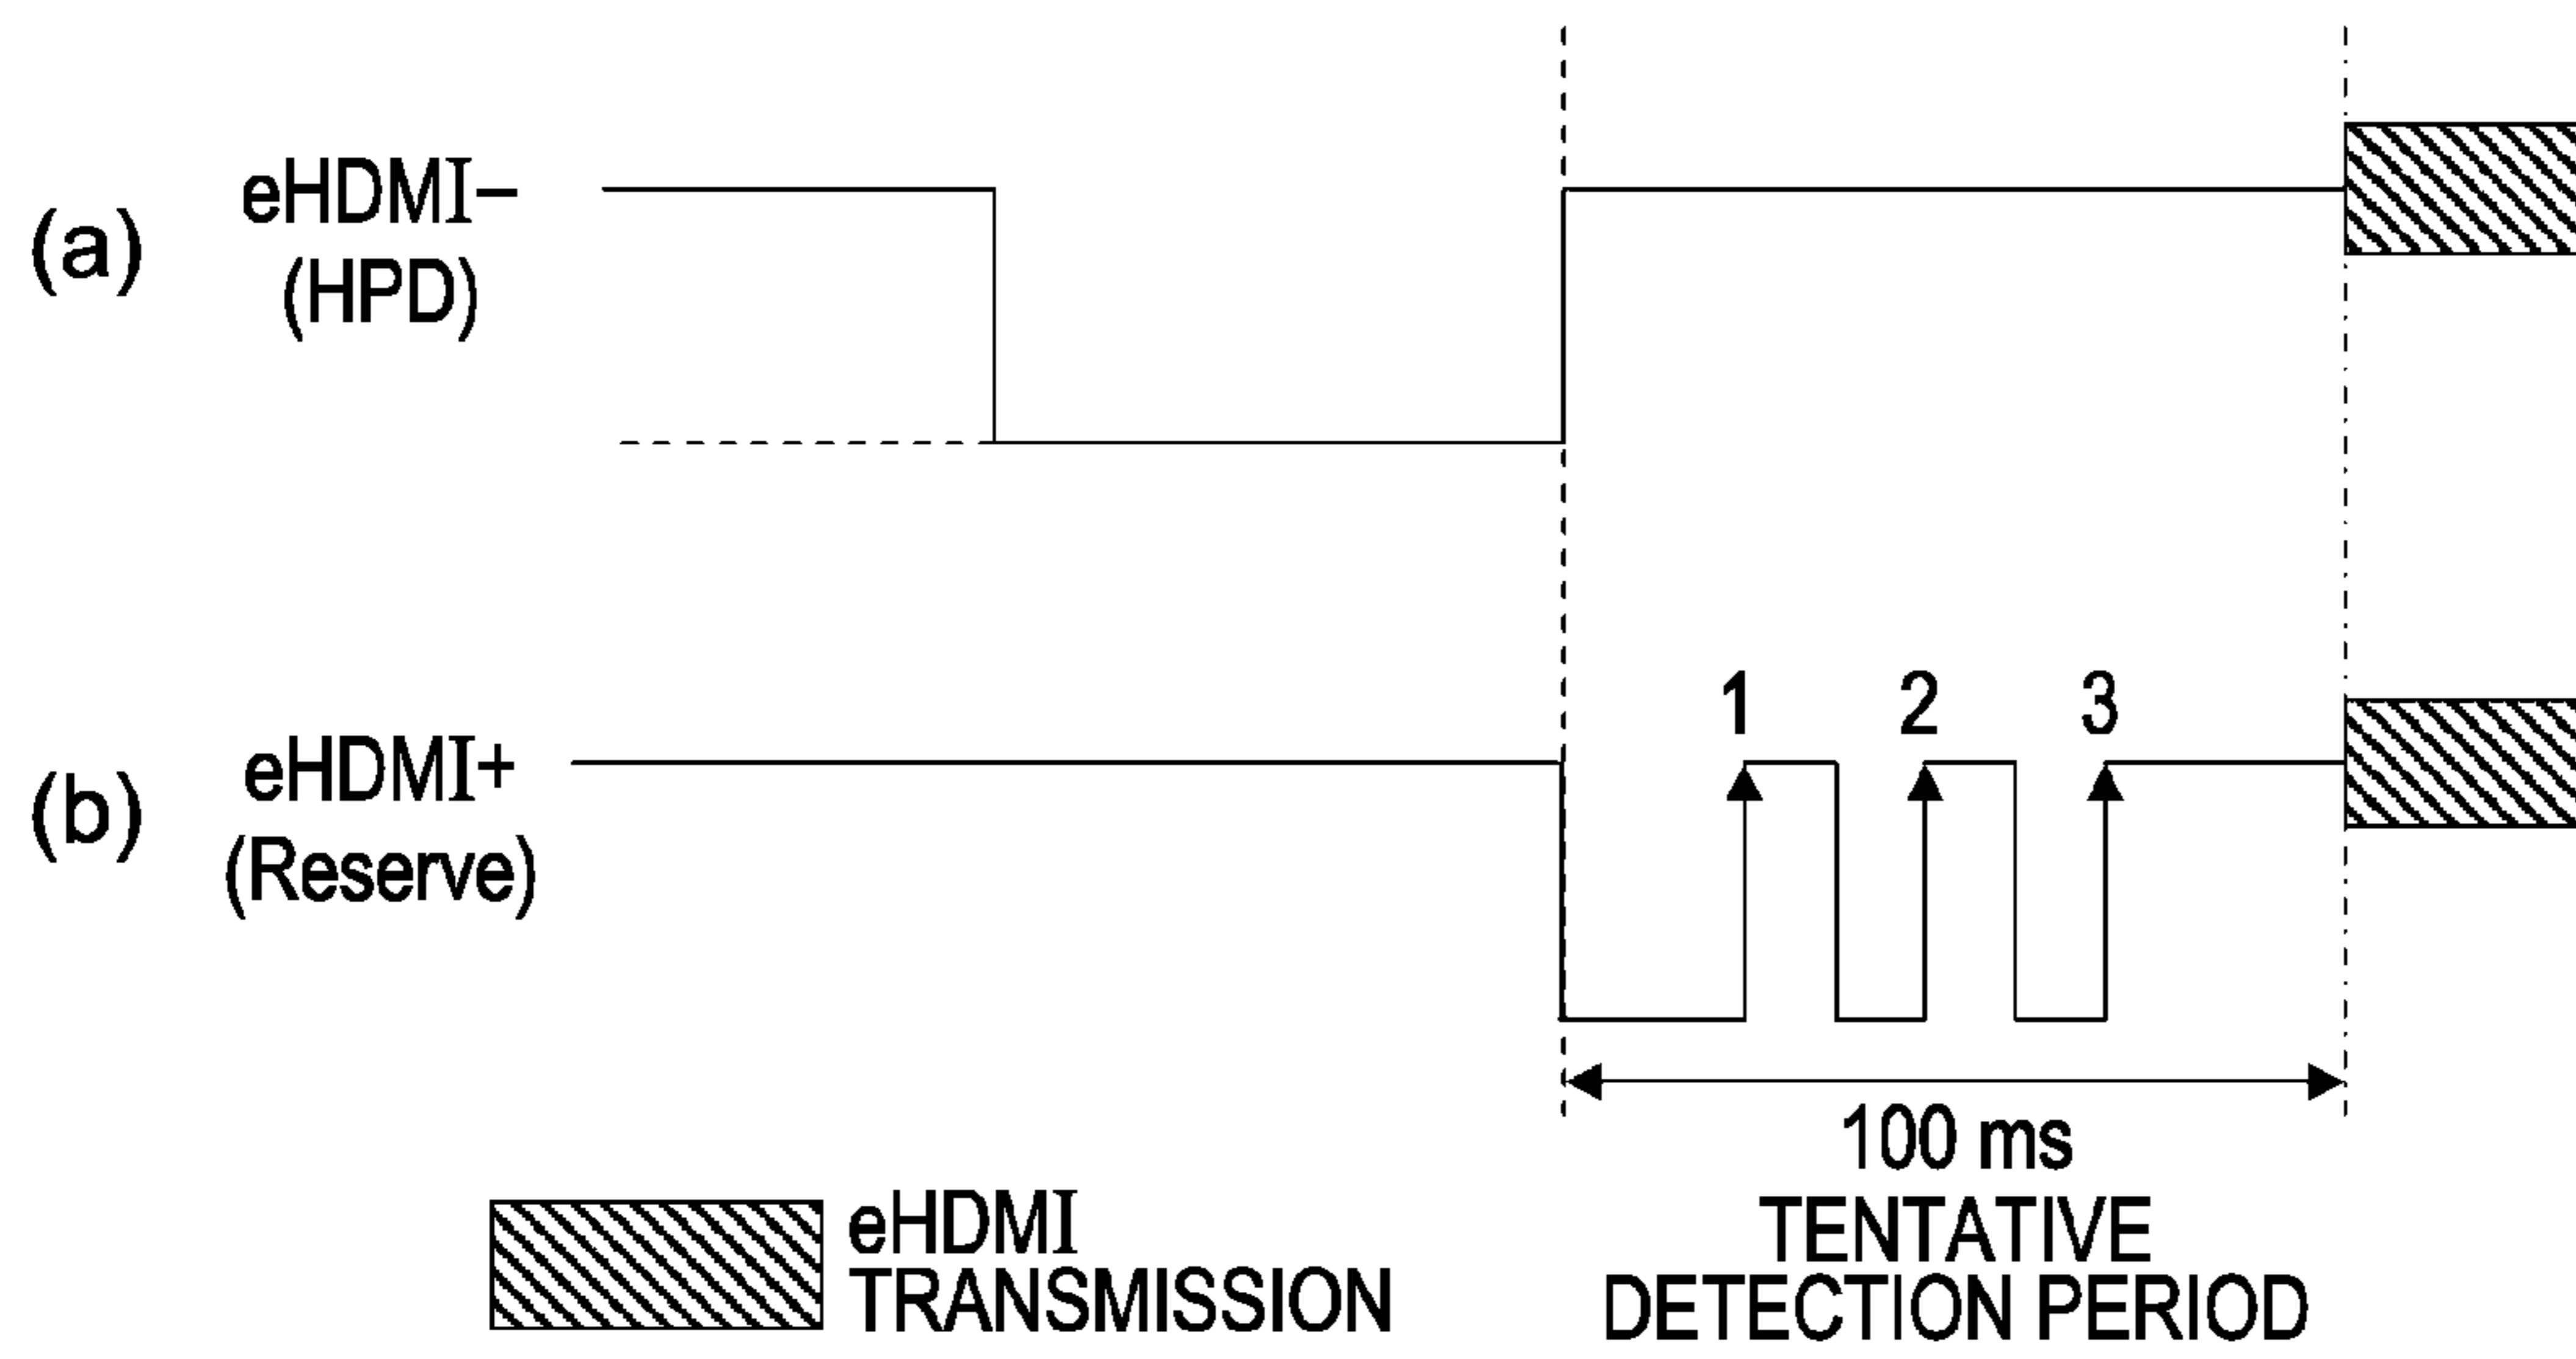 (a)
eHDMI−
(HPD)
1 2 3
(b)
eHDMI+
(Reserve)
100 ms
TENTATIVE
DETECTION PERIOD
eHDMI
TRANSMISSION